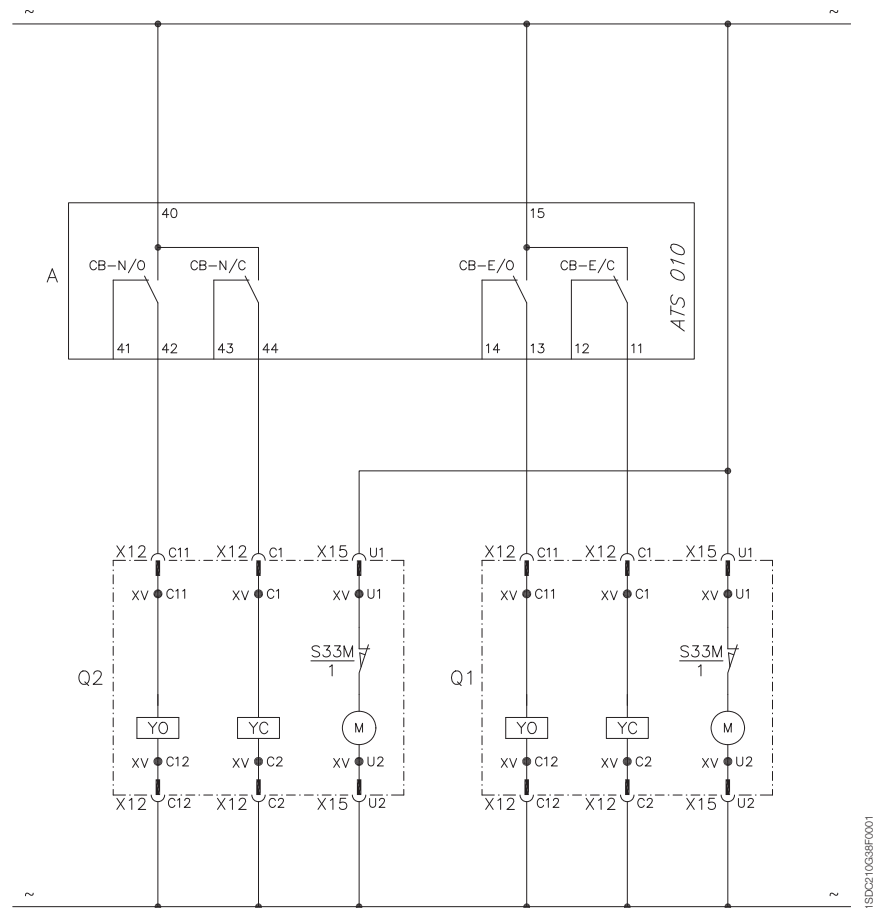 ~ ~
40 15
A CB-N/O CB-N/C CB-E/O CB-E/C ATS 010
41 42 43 44 14 13 12 11
X12 C11 X12 C1 X15 U1 X12 C11 X12 C1 X15 U1
XV C11 XV C1 XV U1 XV C11 XV C1 XV U1
S33M S33M
1 1
Q2 Q1
YO YC M YO YC M
XV C12 XV C2 XV U2 XV C12 XV C2 XV U2
X12 C12 X12 C2 X15 U2 X12 C12 X12 C2 X15 U2
~ ~
1SDC210G38F0001